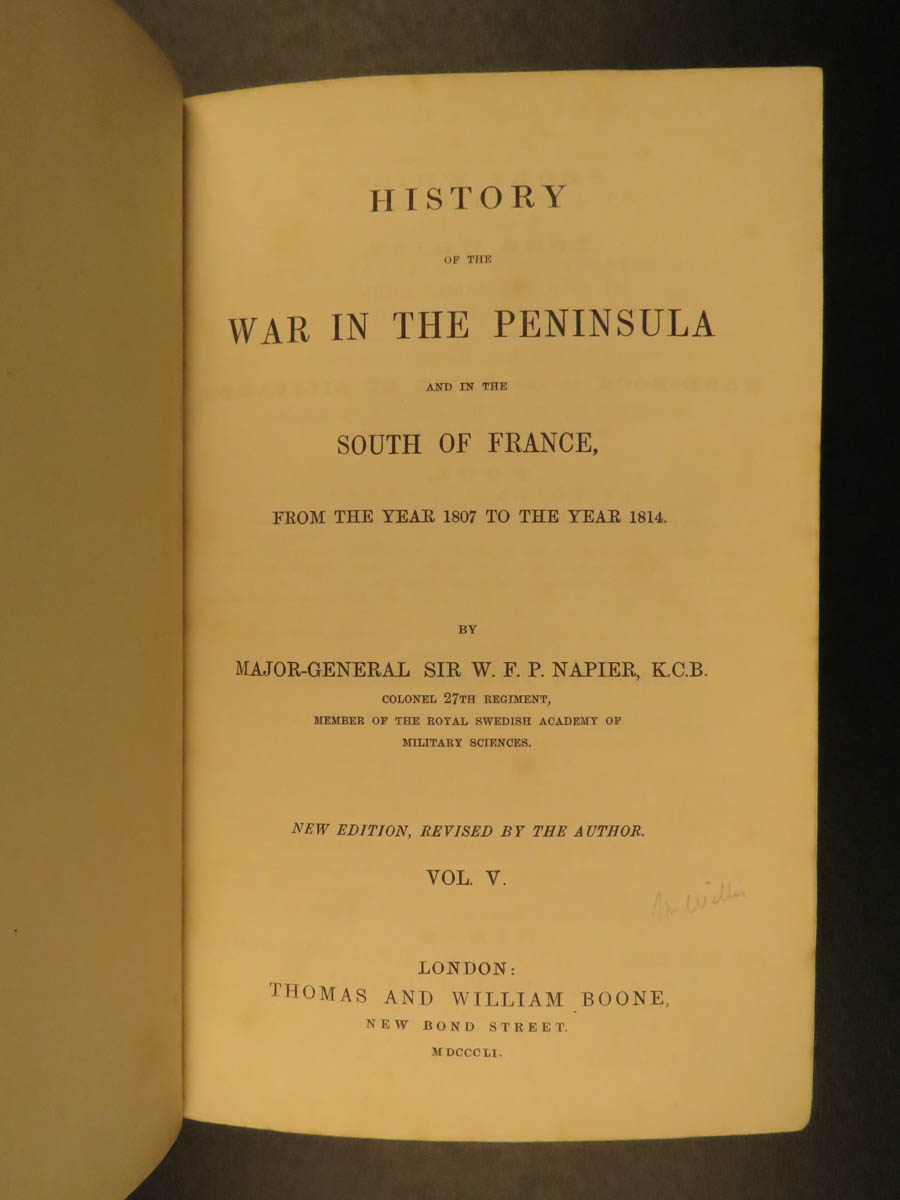 HISTORY
OF THE
WAR IN THE PENINSULA
AND IN THE
SOUTH OF FRANCE,
FROM THE YEAR 1807 TO THE YEAR 1814.
BY
MAJOR-GENERAL SIR W. F. P. NAPIER, K.C.B.
COLONEL 27TH REGIMENT,
MEMBER OF THE ROYAL SWEDISH ACADEMY OF
MILITARY SCIENCES.
NEW EDITION, REVISED BY THE AUTHOR.
VOL. V.
LONDON:
THOMAS AND WILLIAM BOONE,
NEW BOND STREET.
MDCCCLI.